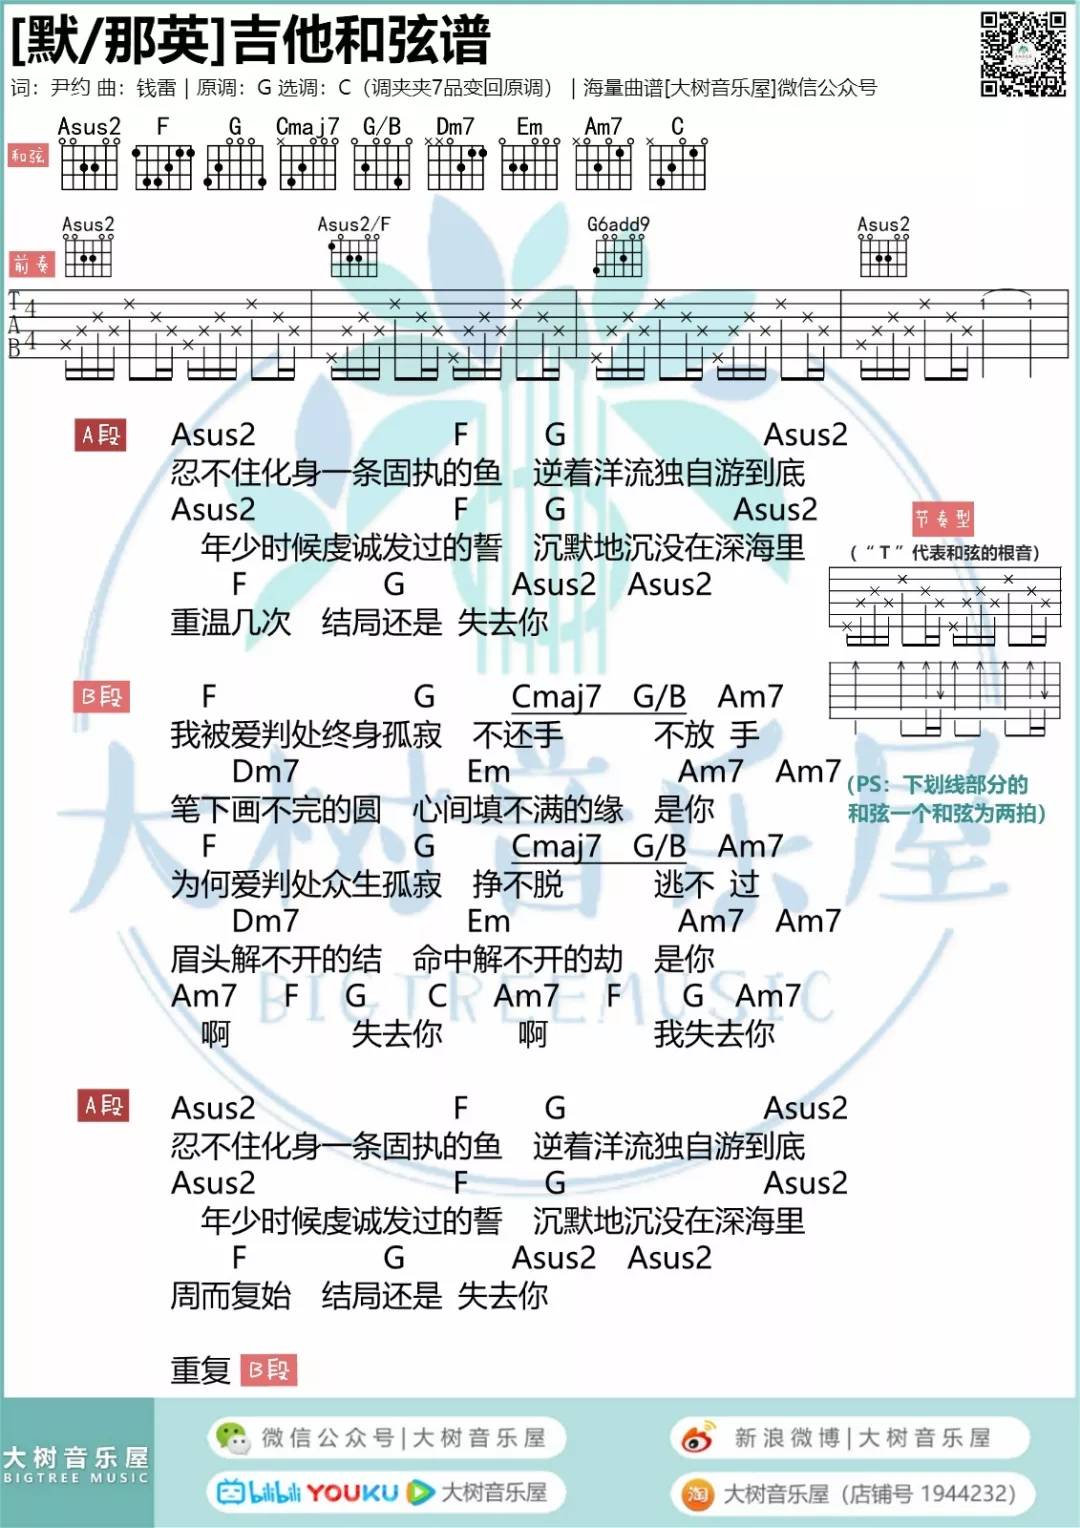 [默/那英]吉他和弦谱
词：尹约 曲：钱雷 | 原调：G 选调：C（调夹夹7品变回原调） | 海量曲谱[大树音乐屋]微信公众号
和弦 Asus2 F G Cmaj7 G/B Dm7 Em Am7 C
前奏 Asus2 Asus2/F G6add9 Asus2
TAB 4/4
A段
Asus2 F G Asus2
忍不住化身一条固执的鱼 逆着洋流独自游到底
Asus2 F G Asus2
年少时候虔诚发过的誓 沉默地沉没在深海里
F G Asus2 Asus2
重温几次 结局还是 失去你
节奏型
（“T”代表和弦的根音）
B段
F G Cmaj7 G/B Am7
我被爱判处终身孤寂 不还手 不放 手
Dm7 Em Am7 Am7
笔下画不完的圆 心间填不满的缘 是你
(PS：下划线部分的
和弦一个和弦为两拍)
F G Cmaj7 G/B Am7
为何爱判处众生孤寂 挣不脱 逃不 过
Dm7 Em Am7 Am7
眉头解不开的结 命中解不开的劫 是你
Am7 F G C Am7 F G Am7
啊 失去你 啊 我失去你
A段
Asus2 F G Asus2
忍不住化身一条固执的鱼 逆着洋流独自游到底
Asus2 F G Asus2
年少时候虔诚发过的誓 沉默地沉没在深海里
F G Asus2 Asus2
周而复始 结局还是 失去你
重复 B段
大树音乐屋
BIGTREEMUSIC
大树音乐屋
BIGTREE MUSIC
微信公众号|大树音乐屋
新浪微博|大树音乐屋
bilibili YOUKU 大树音乐屋
淘 大树音乐屋（店铺号 1944232）